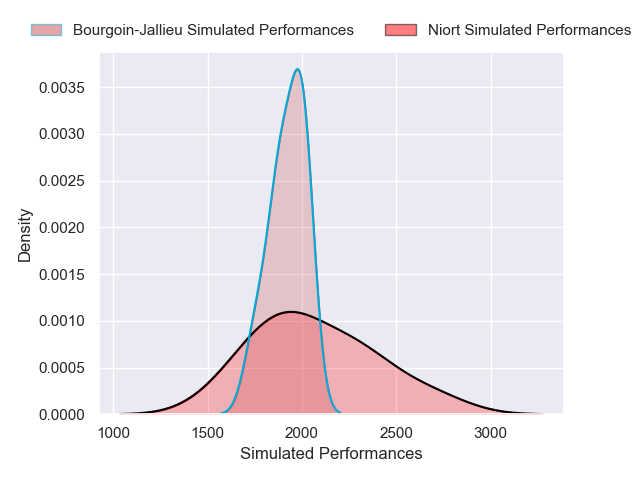 Bourgoin-Jallieu Simulated Performances Niort Simulated Performances
0.0035
0.0030
0.0025
0.0020
0.0015
0.0010
0.0005
0.0000
Density
1000 1500 2000 2500 3000
Simulated Performances